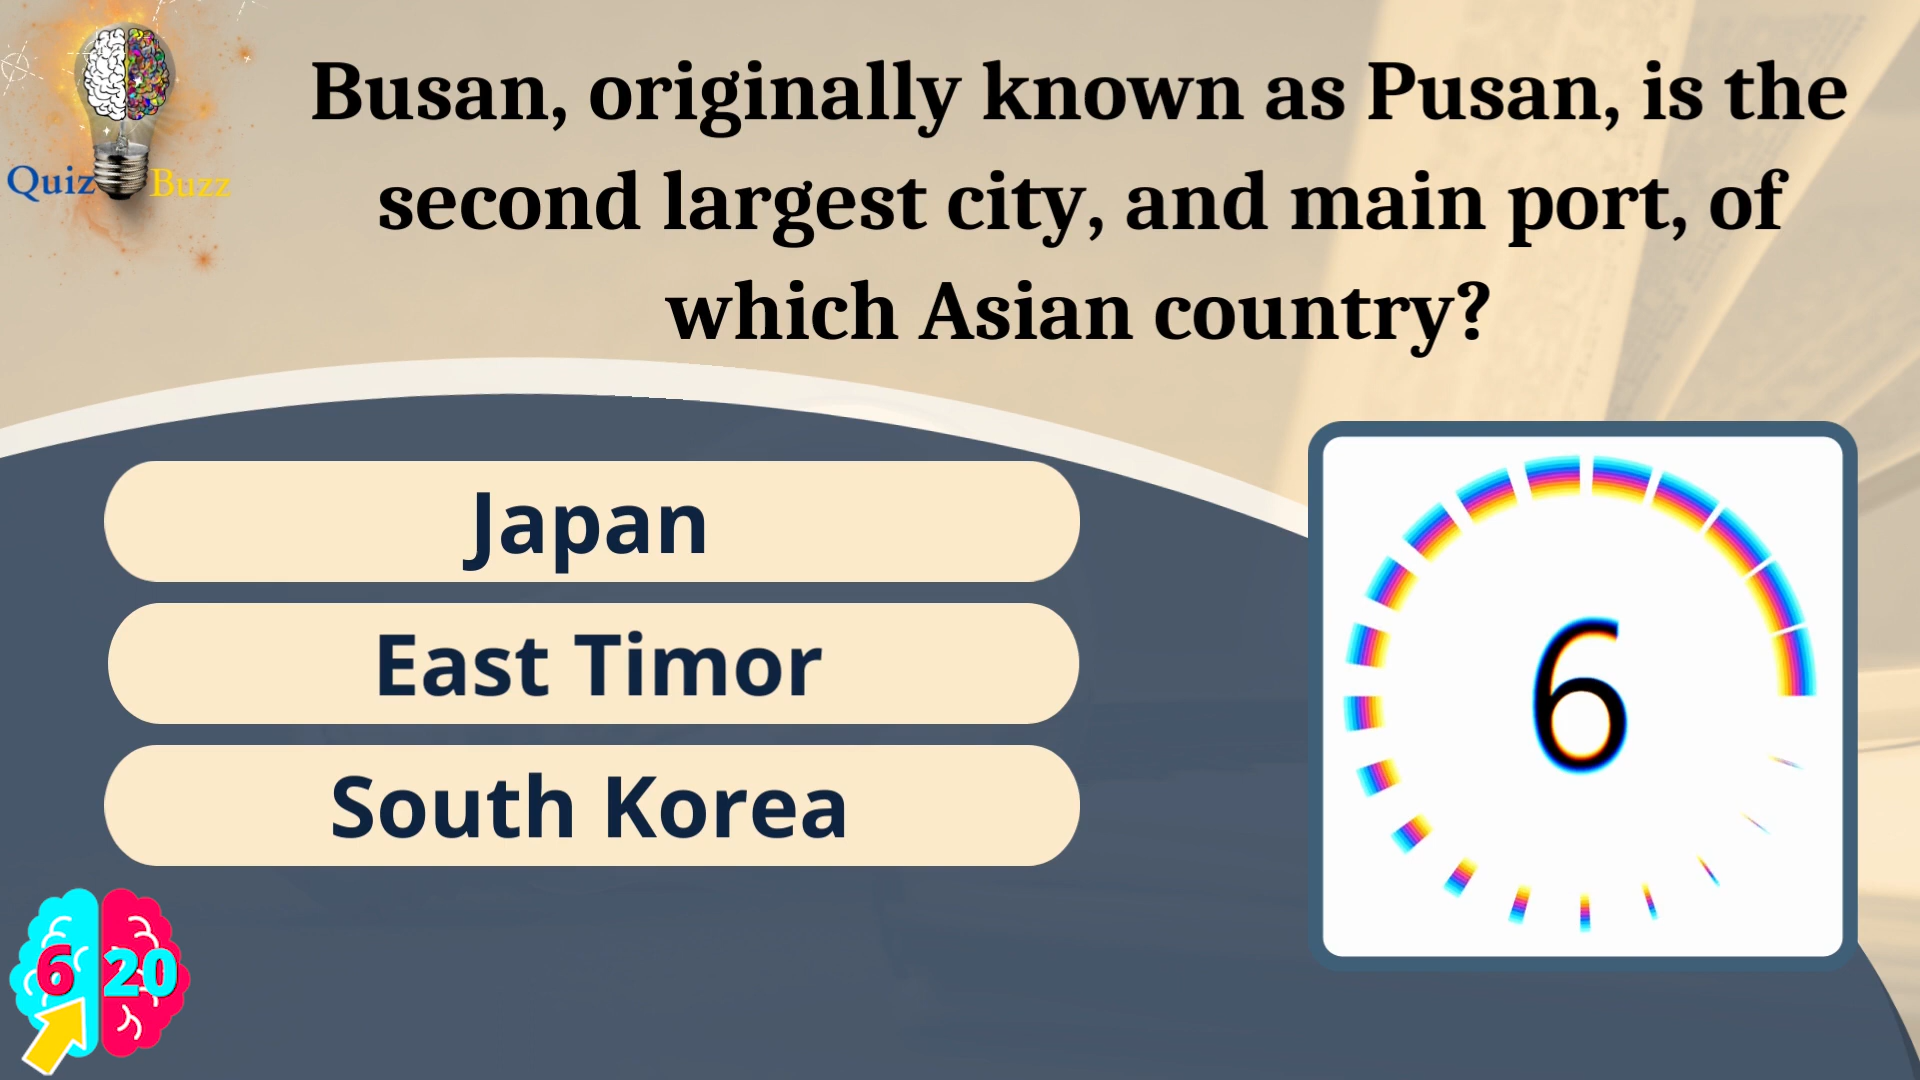 Quiz Buzz
Busan, originally known as Pusan, is the
second largest city, and main port, of
which Asian country?
Japan
East Timor
South Korea
6
6 20